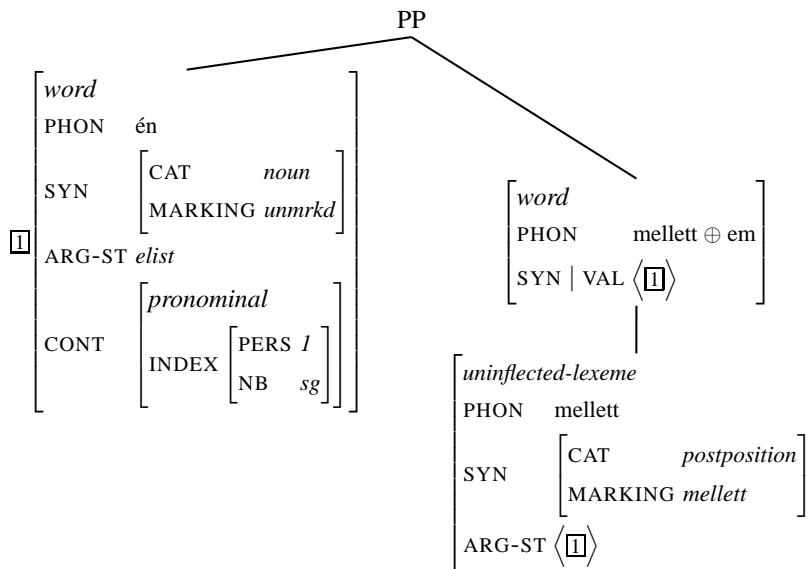 PP
word
PHON én
SYN
CAT noun
MARKING unmrkd
1
ARG-ST elist
CONT
pronominal
INDEX
PERS 1
NB sg
word
PHON mellett ⊕ em
SYN | VAL ⟨1⟩
uninflected-lexeme
PHON mellett
SYN
CAT postposition
MARKING mellett
ARG-ST ⟨1⟩